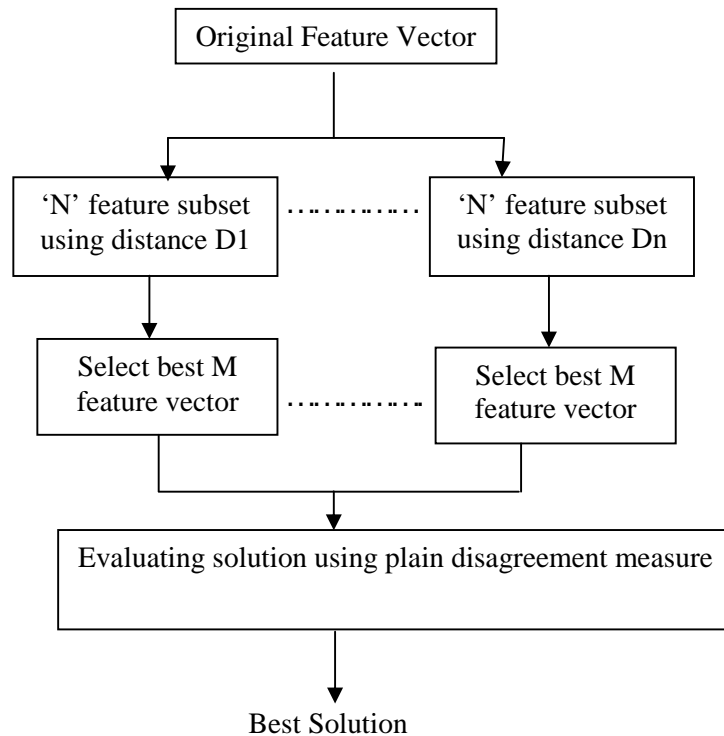 Original Feature Vector
‘N’ feature subset
using distance D1
……………
‘N’ feature subset
using distance Dn
Select best M
feature vector
……………
Select best M
feature vector
Evaluating solution using plain disagreement measure
Best Solution